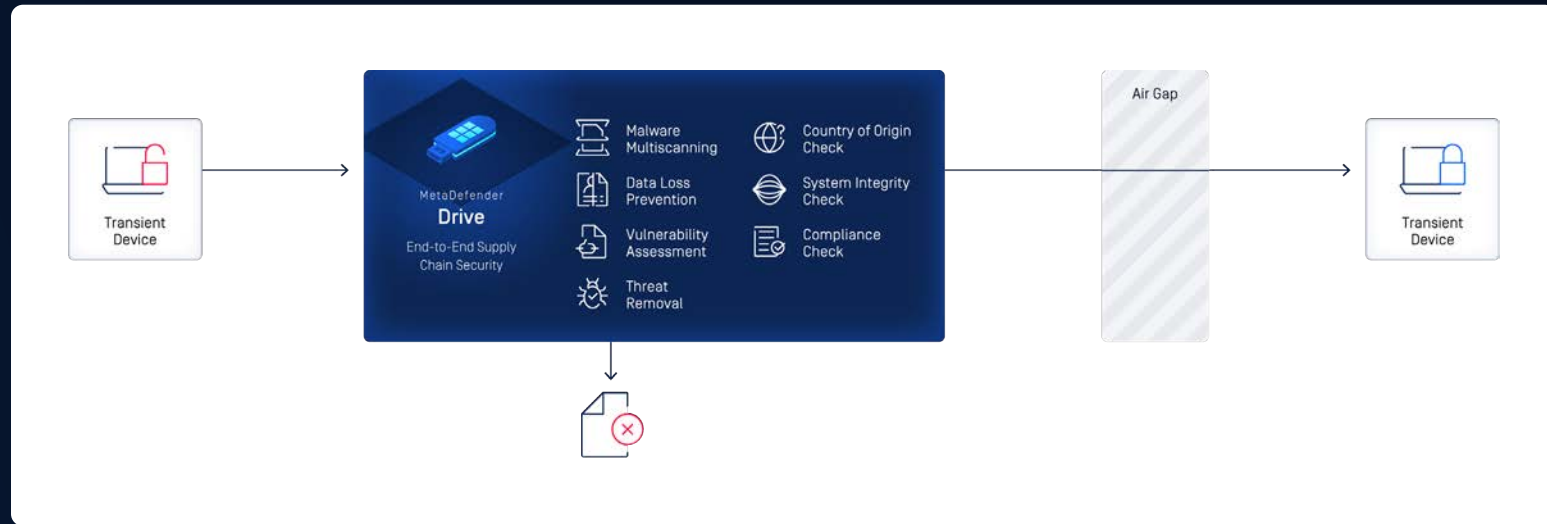 Transient
Device
MetaDefender
Drive
End-to-End Supply
Chain Security
Malware
Multiscanning
Data Loss
Prevention
Vulnerability
Assessment
Threat
Removal
Country of Origin
Check
System Integrity
Check
Compliance
Check
Air Gap
Transient
Device